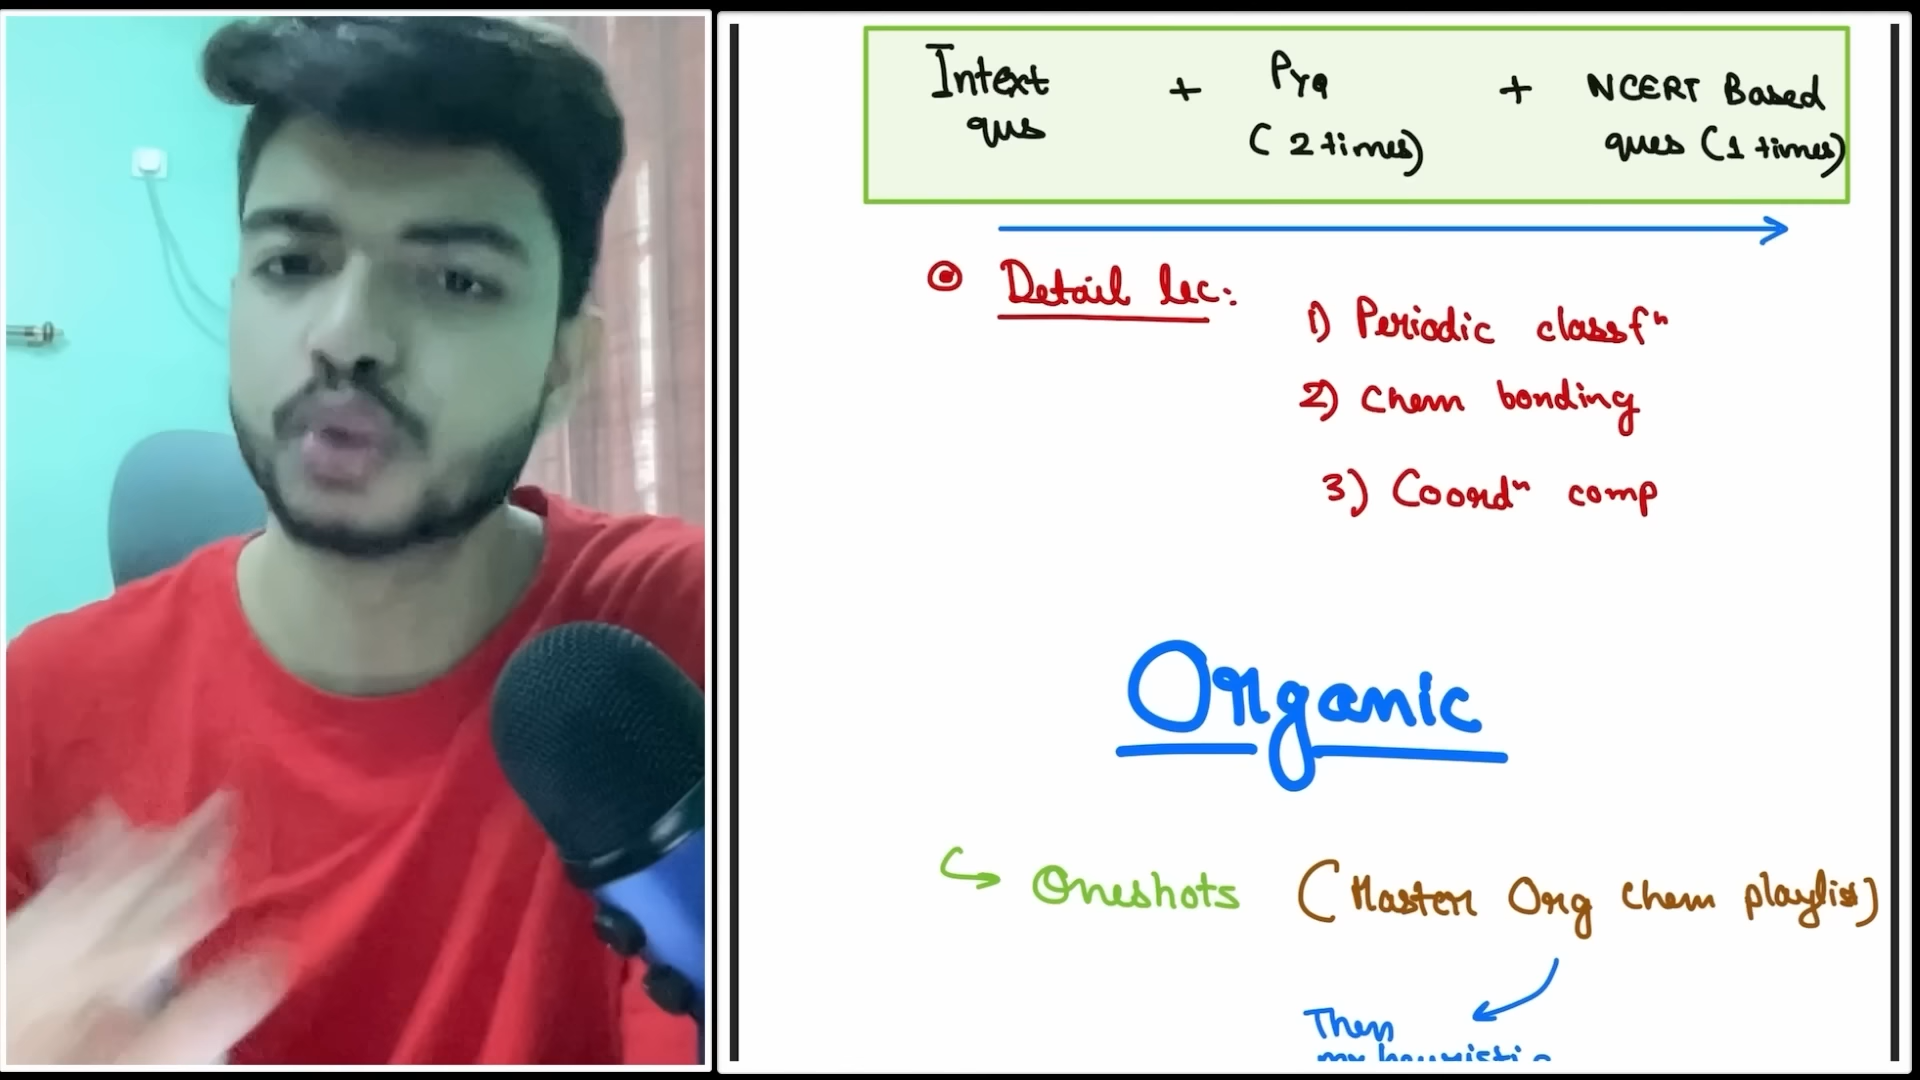 Intext + PYQ + NCERT Based
qus (2 times) ques (1 times)
Detail lec:
1) Periodic classfⁿ
2) Chem bonding
3) Coordⁿ comp
Organic
Oneshots (Master Org Chem playlist)
Then